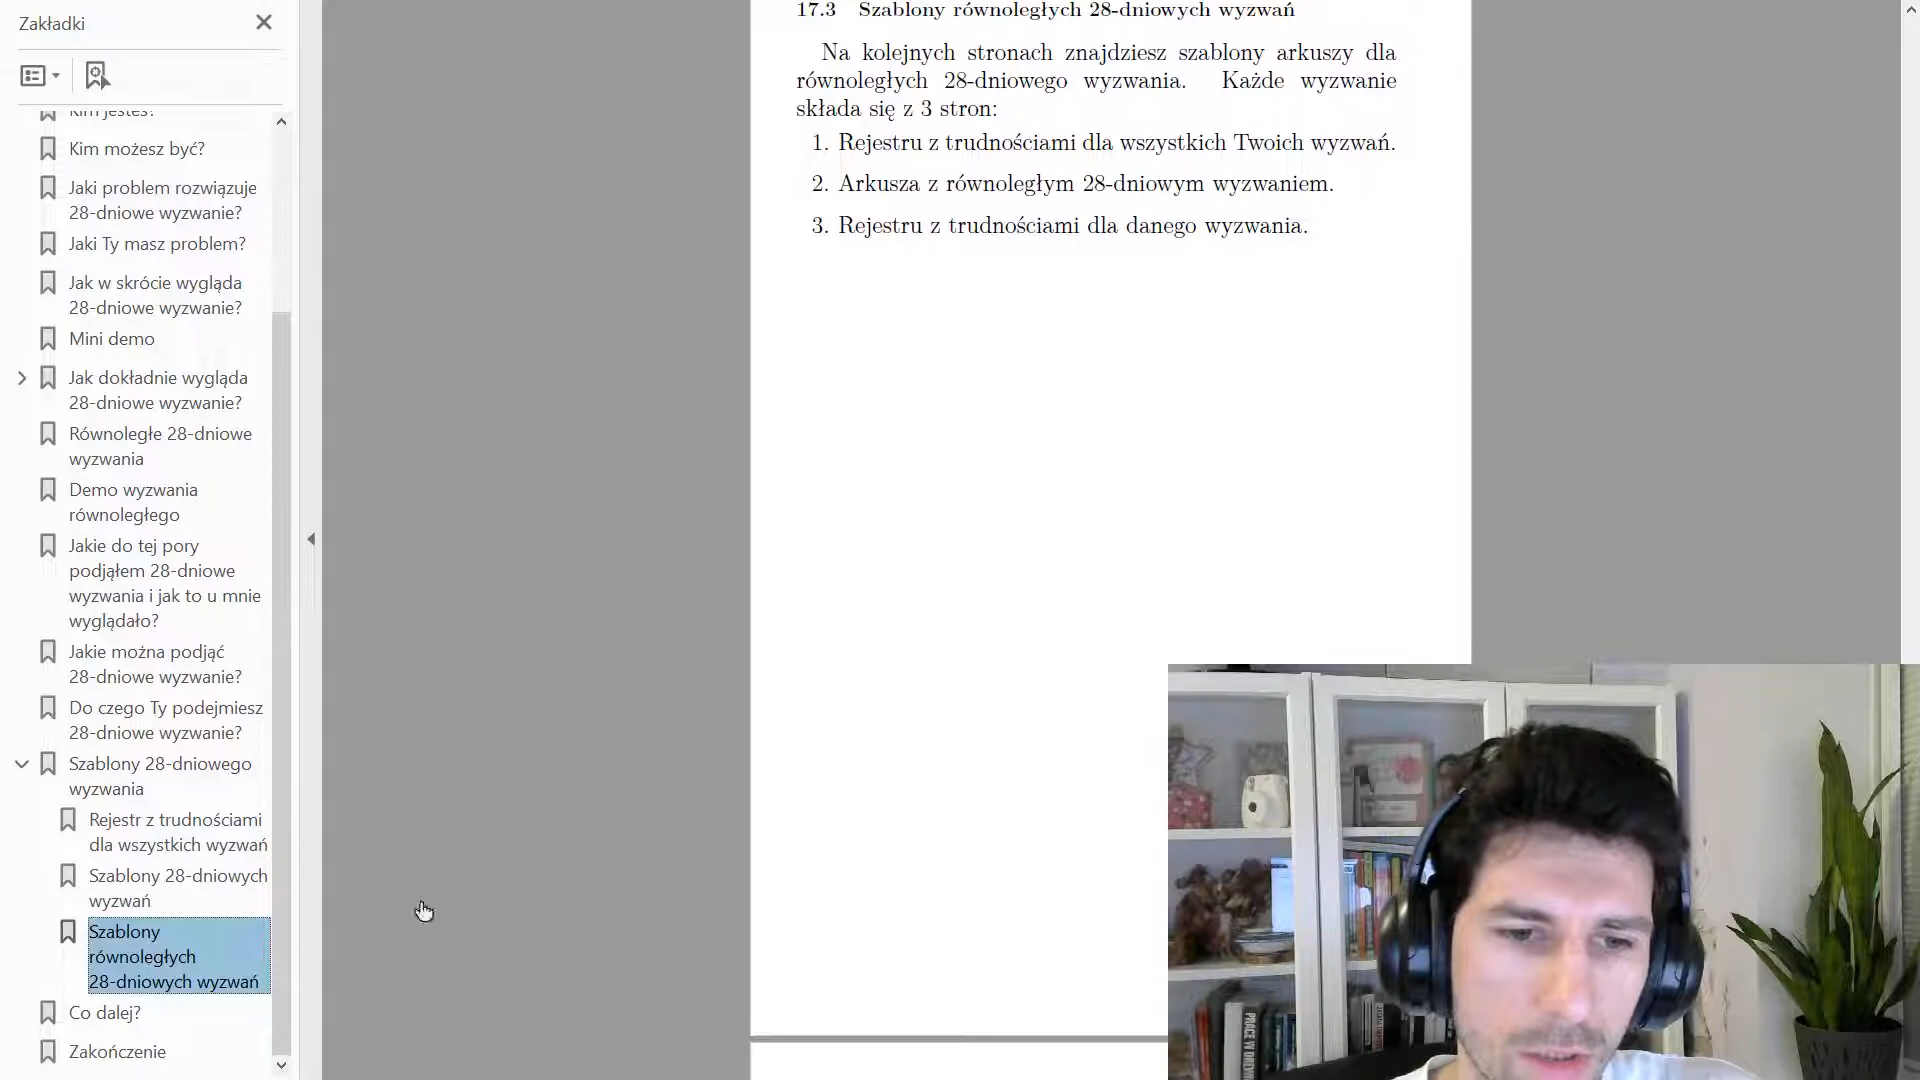 Zakładki
Kim jesteś?
Kim możesz być?
Jaki problem rozwiązuje
28-dniowe wyzwanie?
Jaki Ty masz problem?
Jak w skrócie wygląda
28-dniowe wyzwanie?
Mini demo
Jak dokładnie wygląda
28-dniowe wyzwanie?
Równoległe 28-dniowe
wyzwania
Demo wyzwania
równoległego
Jakie do tej pory
podjąłem 28-dniowe
wyzwania i jak to u mnie
wyglądało?
Jakie można podjąć
28-dniowe wyzwanie?
Do czego Ty podejmiesz
28-dniowe wyzwanie?
Szablony 28-dniowego
wyzwania
Rejestr z trudnościami
dla wszystkich wyzwań
Szablony 28-dniowych
wyzwań
Szablony
równoległych
28-dniowych wyzwań
Co dalej?
Zakończenie
17.3 Szablony równoległych 28-dniowych wyzwań
Na kolejnych stronach znajdziesz szablony arkuszy dla
równoległych 28-dniowego wyzwania. Każde wyzwanie
składa się z 3 stron:
1. Rejestru z trudnościami dla wszystkich Twoich wyzwań.
2. Arkusza z równoległym 28-dniowym wyzwaniem.
3. Rejestru z trudnościami dla danego wyzwania.